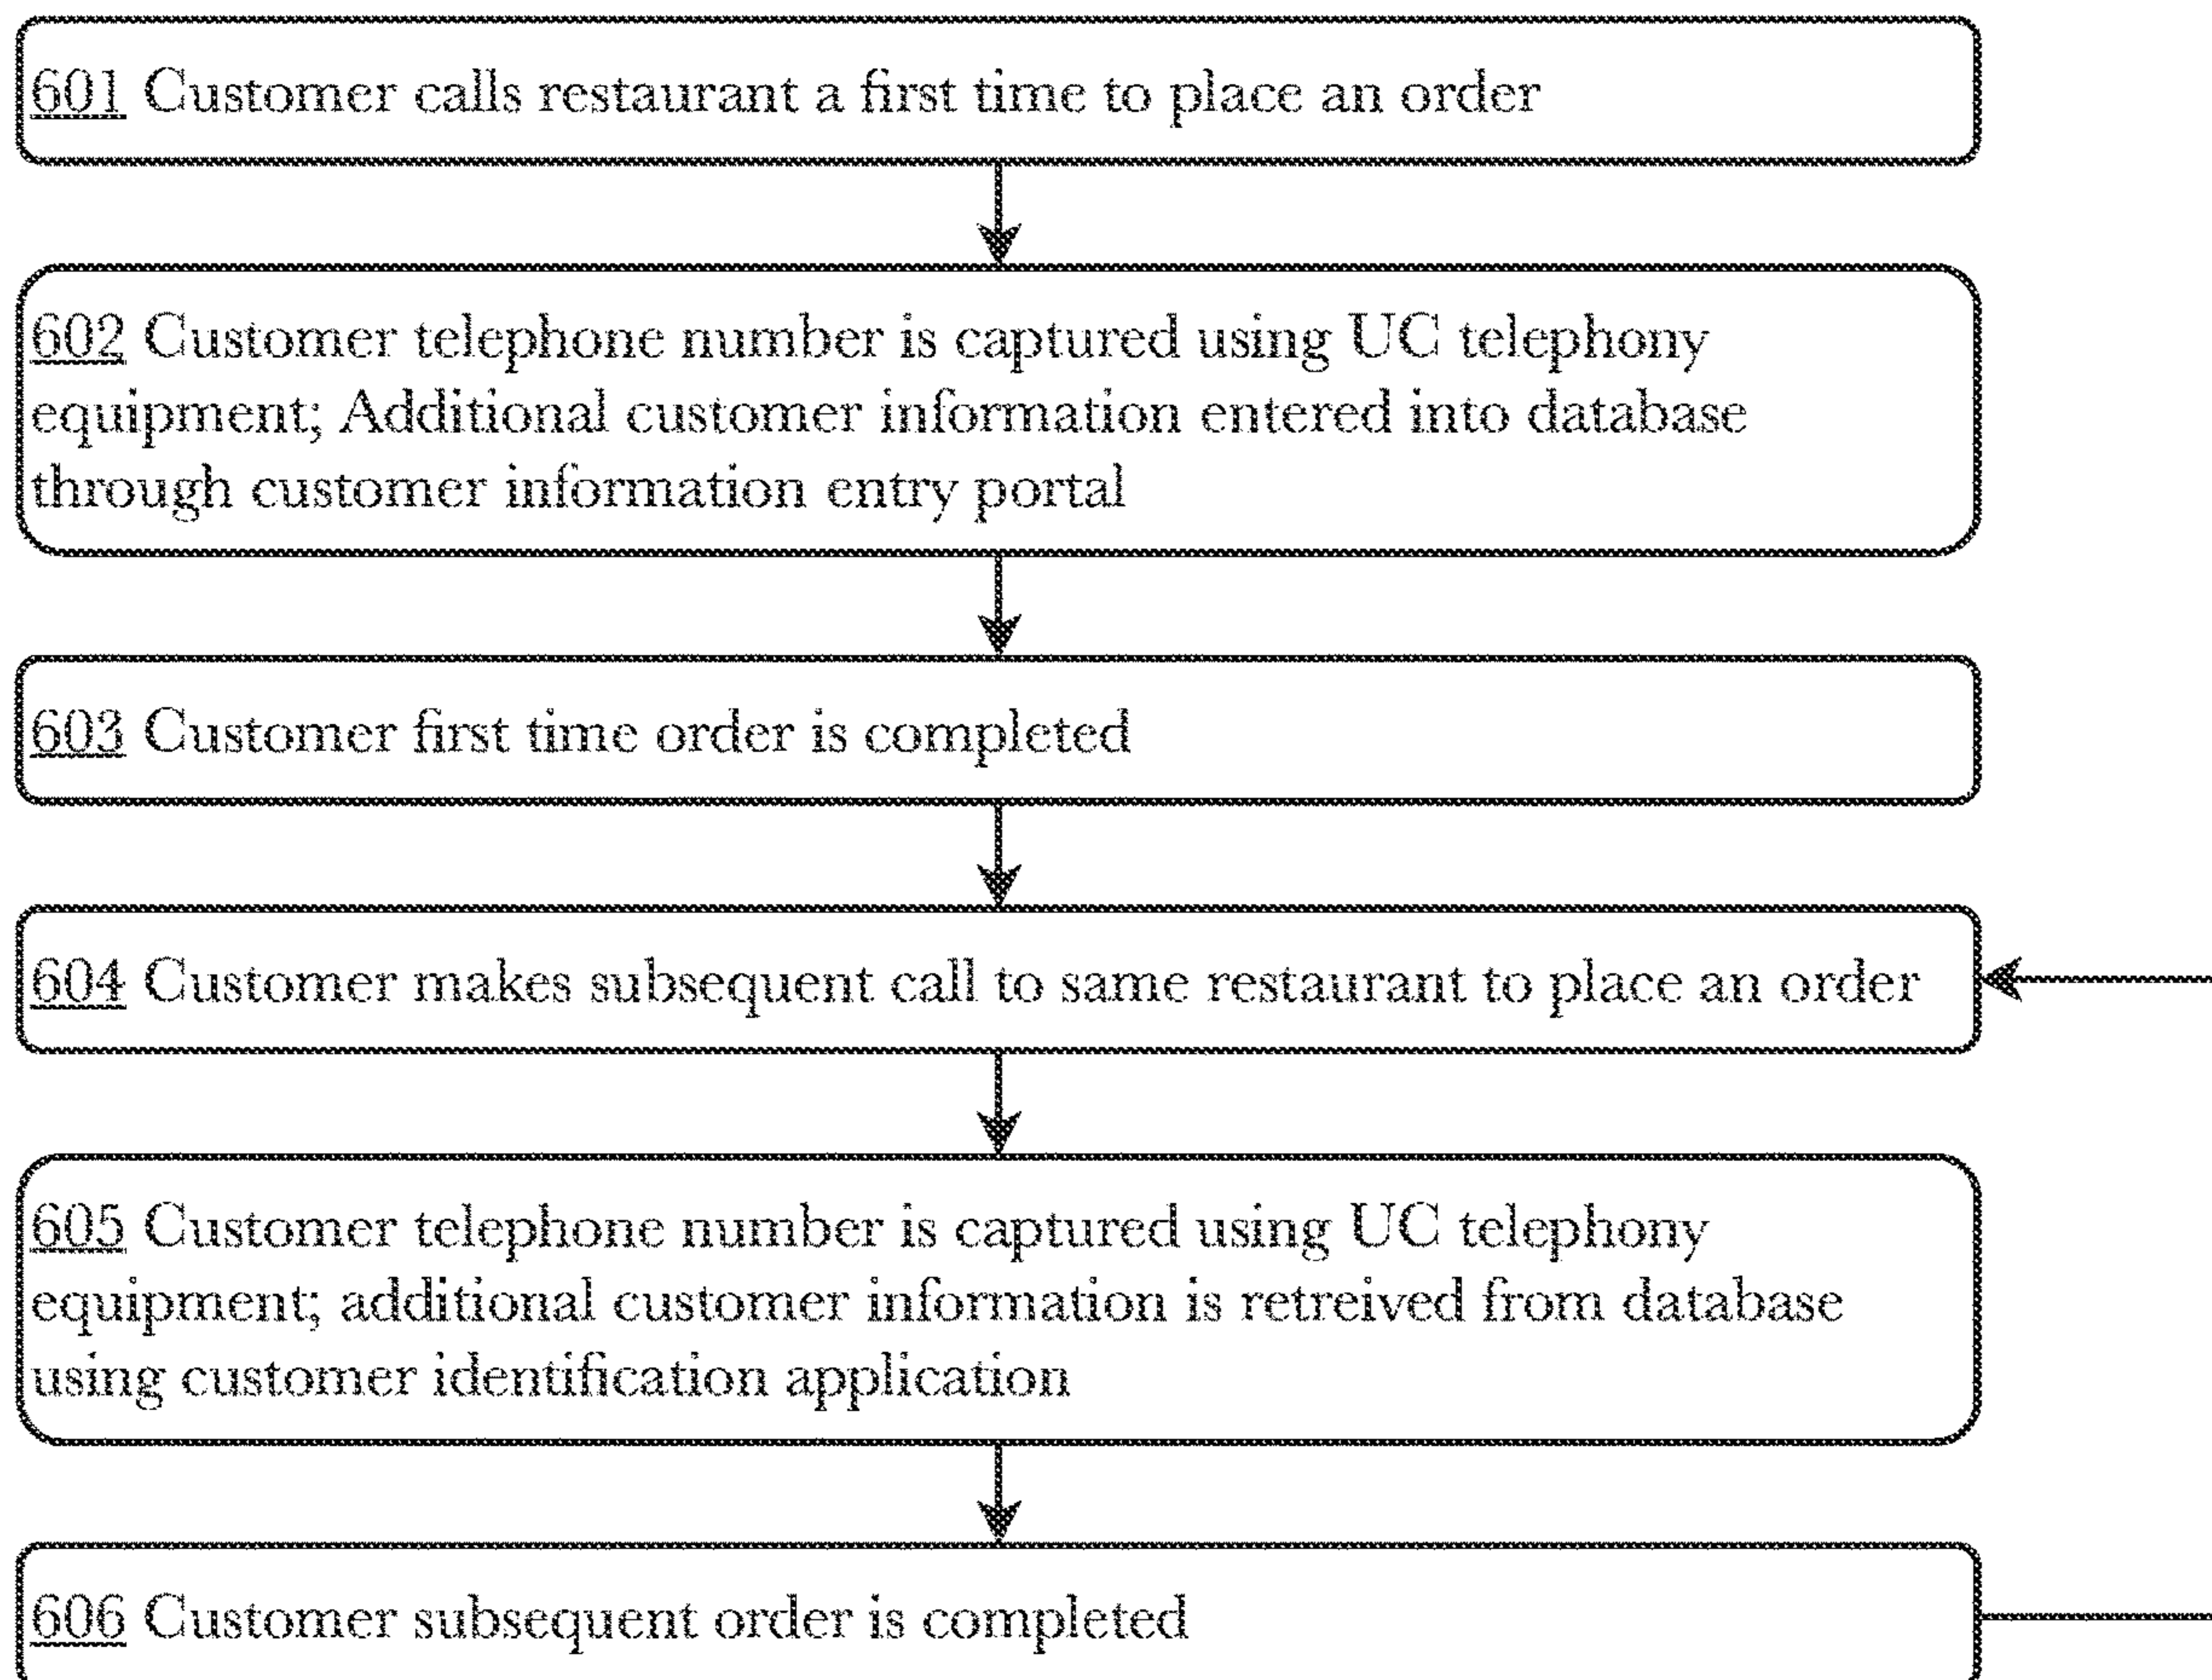 601 Customer calls restaurant a first time to place an order
602 Customer telephone number is captured using UC telephony
equipment; Additional customer information entered into database
through customer information entry portal
603 Customer first time order is completed
604 Customer makes subsequent call to same restaurant to place an order
605 Customer telephone number is captured using UC telephony
equipment; additional customer information is retreived from database
using customer identification application
606 Customer subsequent order is completed